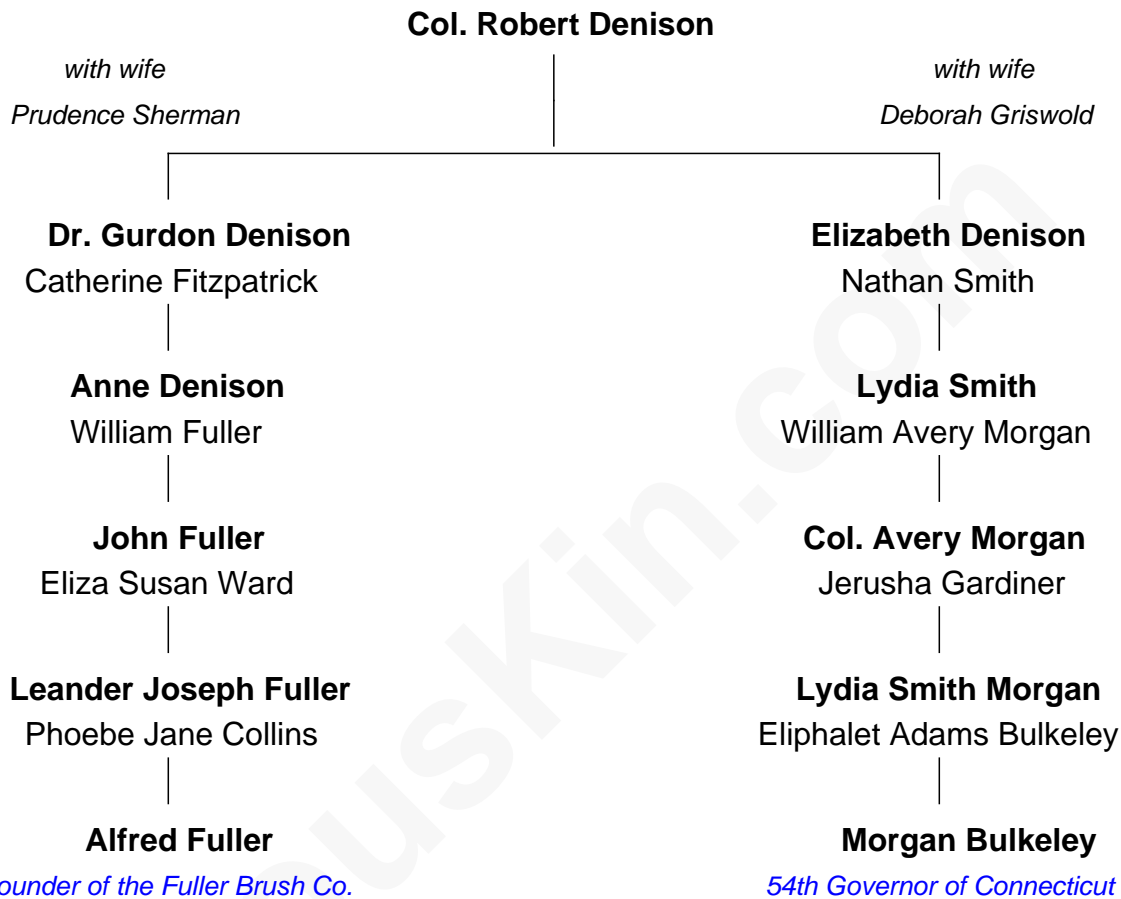 Col. Robert Denison
with wife
Prudence Sherman
with wife
Deborah Griswold
Dr. Gurdon Denison
Catherine Fitzpatrick
Elizabeth Denison
Nathan Smith
Anne Denison
William Fuller
Lydia Smith
William Avery Morgan
John Fuller
Eliza Susan Ward
Col. Avery Morgan
Jerusha Gardiner
Leander Joseph Fuller
Phoebe Jane Collins
Lydia Smith Morgan
Eliphalet Adams Bulkeley
Alfred Fuller
ounder of the Fuller Brush Co.
Morgan Bulkeley
54th Governor of Connecticut
ousKin.com